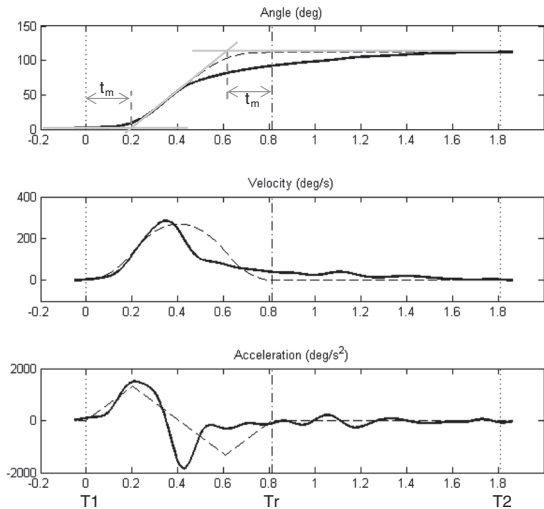 Angle (deg)
150
100
50
0
t_m
t_m
-0.2 0 0.2 0.4 0.6 0.8 1 1.2 1.4 1.6 1.8
Velocity (deg/s)
400
200
0
-0.2 0 0.2 0.4 0.6 0.8 1 1.2 1.4 1.6 1.8
Acceleration (deg/s²)
2000
0
-2000
-0.2 0 0.2 0.4 0.6 0.8 1 1.2 1.4 1.6 1.8
T1 Tr T2